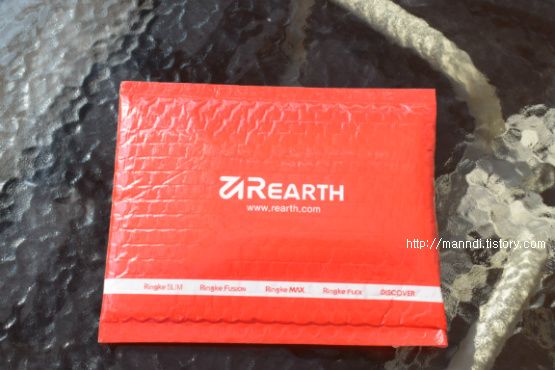 REARTH
www.rearth.com
http://manndi.tistory.com
Ringke SLIM Ringke FUSION Ringke MAX Ringke FLEX DISCOVER